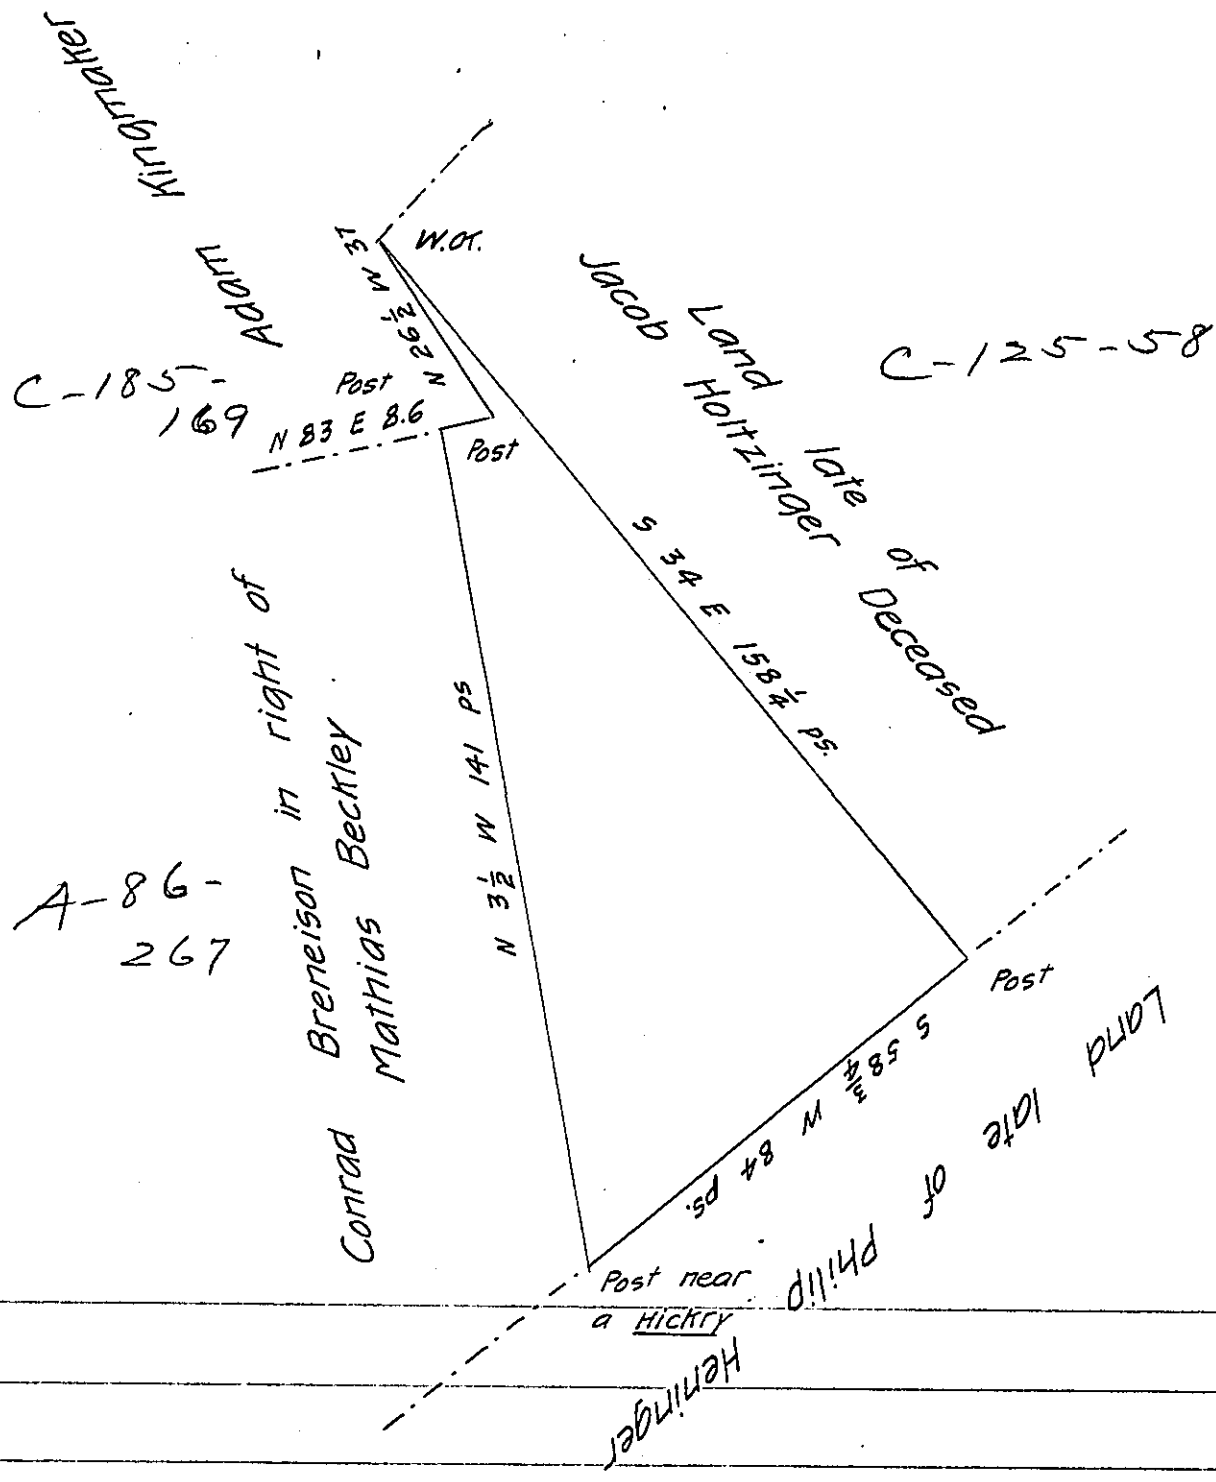 Adam Kingmaker
W.or.
N 26½ W 37
Jacob Holtzinger
Land late of Deceased
C-125-58
C-185-
169
Post
N 83 E 8.6
Post
S 34 E 158¼ ps.
Conrad Breneison in right of
Mathias Beckley
N 3½ W 141 ps
A-86-
267
Post
S 58¾ W 84 ps.
Land late of Philip Heninger
Post near
a Hickry